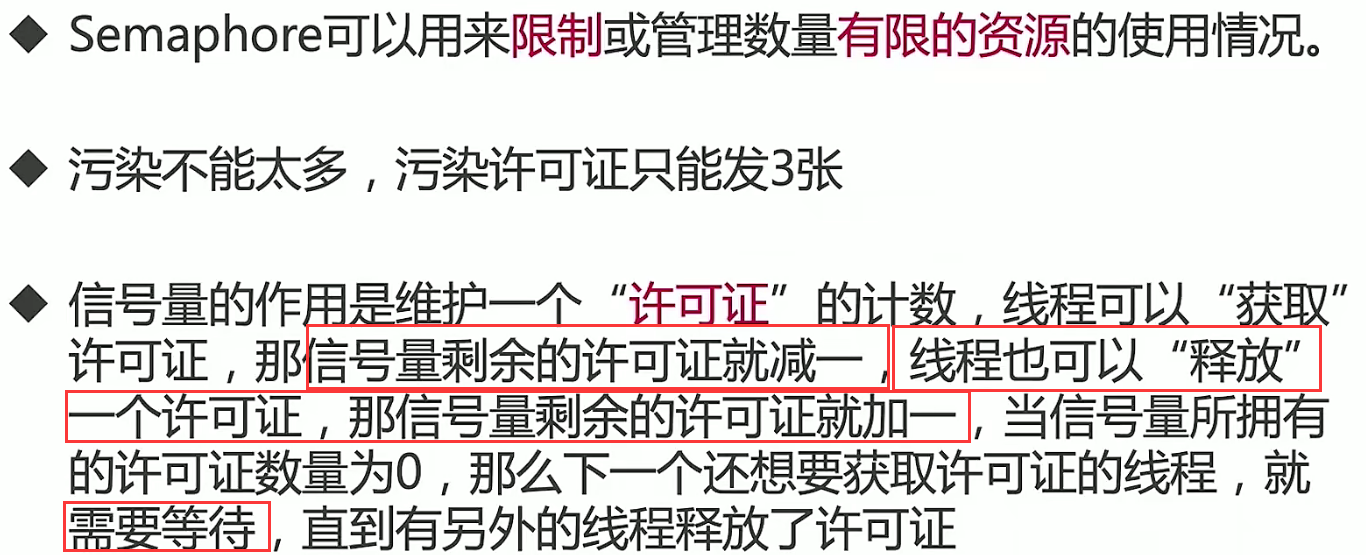 ◆ Semaphore可以用来限制或管理数量有限的资源的使用情况。
◆ 污染不能太多，污染许可证只能发3张
◆ 信号量的作用是维护一个“许可证”的计数，线程可以“获取”
许可证，那信号量剩余的许可证就减一，线程也可以“释放”
一个许可证，那信号量剩余的许可证就加一，当信号量所拥有
的许可证数量为0，那么下一个还想要获取许可证的线程，就
需要等待，直到有另外的线程释放了许可证